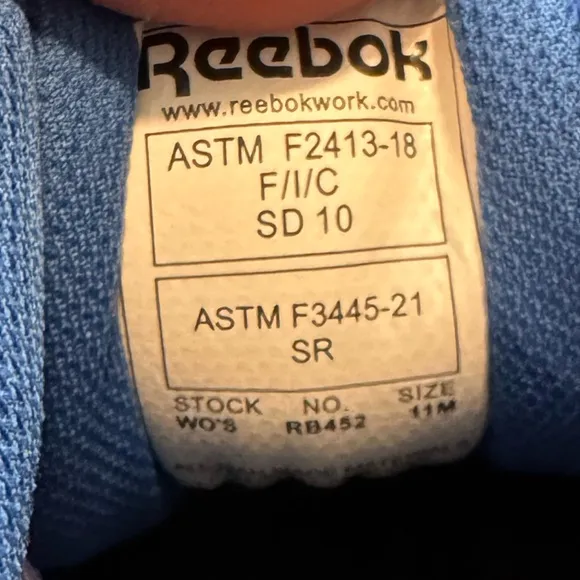 Reebok
www.reebokwork.com
ASTM F2413-18
F/I/C
SD 10
ASTM F3445-21
SR
STOCK NO. SIZE
WO'S RB452 11M